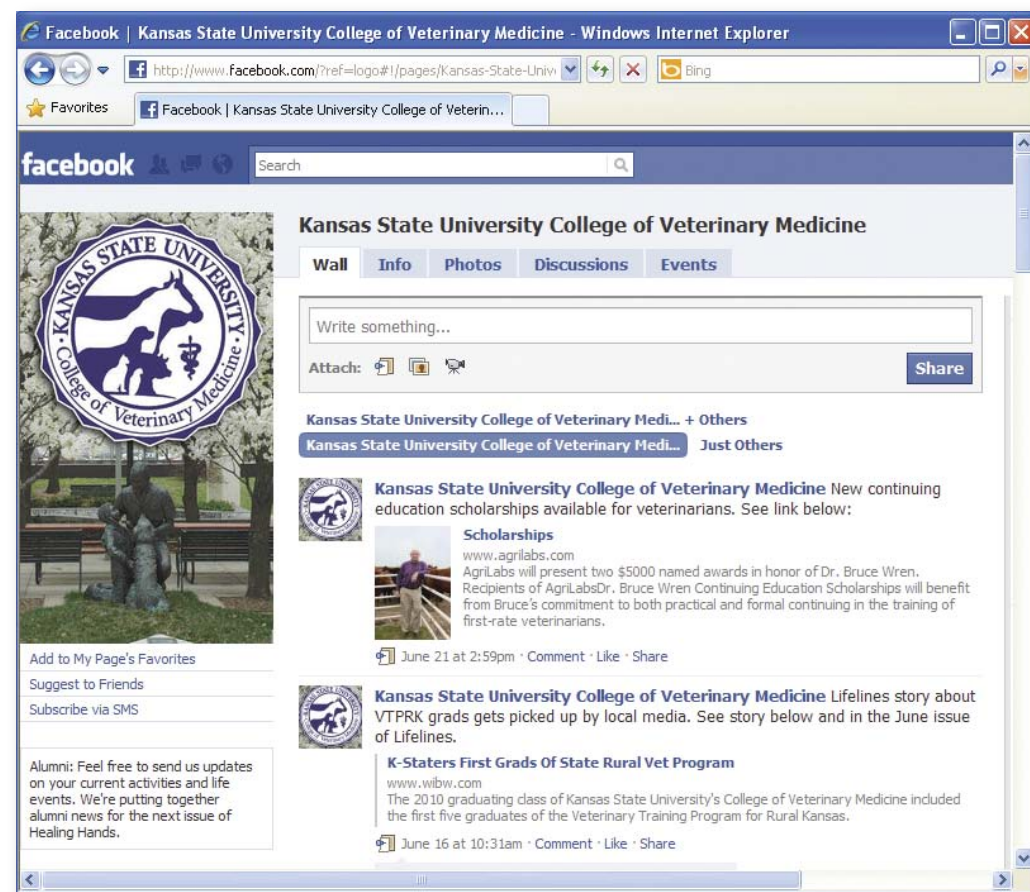 Facebook | Kansas State University College of Veterinary Medicine - Windows Internet Explorer
http://www.facebook.com/?ref=logo#!/pages/Kansas-State-Univ
Bing
Favorites
Facebook | Kansas State University College of Veterin...
facebook
Search
KANSAS STATE UNIVERSITY
College of Veterinary Medicine
Kansas State University College of Veterinary Medicine
Wall Info Photos Discussions Events
Write something...
Attach:
Share
Kansas State University College of Veterinary Medi... + Others
Kansas State University College of Veterinary Medi... Just Others
Kansas State University College of Veterinary Medicine New continuing
education scholarships available for veterinarians. See link below:
Scholarships
www.agrilabs.com
AgriLabs will present two $5000 named awards in honor of Dr. Bruce Wren.
Recipients of AgriLabsDr. Bruce Wren Continuing Education Scholarships will benefit
from Bruce's commitment to both practical and formal continuing in the training of
first-rate veterinarians.
June 21 at 2:59pm · Comment · Like · Share
Kansas State University College of Veterinary Medicine Lifelines story about
VTPRK grads gets picked up by local media. See story below and in the June issue
of Lifelines.
K-Staters First Grads Of State Rural Vet Program
www.wibw.com
The 2010 graduating class of Kansas State University's College of Veterinary Medicine included
the first five graduates of the Veterinary Training Program for Rural Kansas.
June 16 at 10:31am · Comment · Like · Share
Add to My Page's Favorites
Suggest to Friends
Subscribe via SMS
Alumni: Feel free to send us updates
on your current activities and life
events. We're putting together
alumni news for the next issue of
Healing Hands.